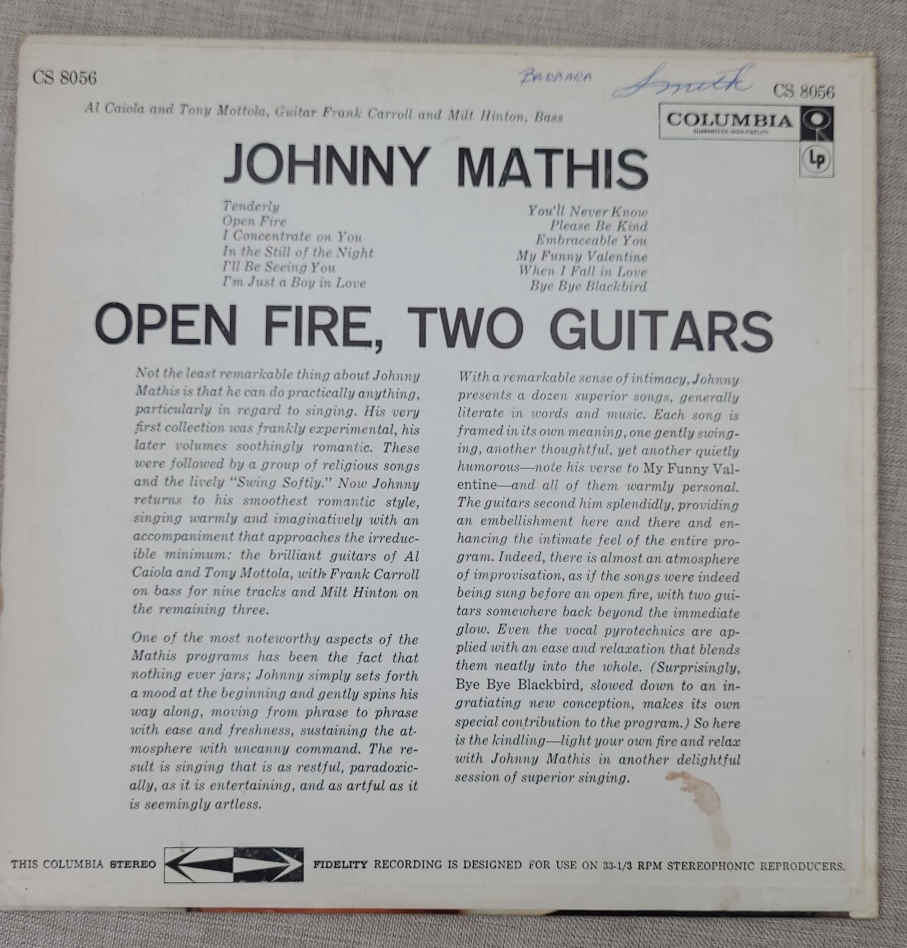 CS 8056
BARBARA Smith
CS 8056
Al Caiola and Tony Mottola, Guitar Frank Carroll and Milt Hinton, Bass
COLUMBIA
GUARANTEED HIGH-FIDELITY
Lp
JOHNNY MATHIS
Tenderly
Open Fire
I Concentrate on You
In the Still of the Night
I'll Be Seeing You
I'm Just a Boy in Love
You'll Never Know
Please Be Kind
Embraceable You
My Funny Valentine
When I Fall in Love
Bye Bye Blackbird
OPEN FIRE, TWO GUITARS
Not the least remarkable thing about Johnny
Mathis is that he can do practically anything,
particularly in regard to singing. His very
first collection was frankly experimental, his
later volumes soothingly romantic. These
were followed by a group of religious songs
and the lively "Swing Softly." Now Johnny
returns to his smoothest romantic style,
singing warmly and imaginatively with an
accompaniment that approaches the irreduc-
ible minimum: the brilliant guitars of Al
Caiola and Tony Mottola, with Frank Carroll
on bass for nine tracks and Milt Hinton on
the remaining three.
One of the most noteworthy aspects of the
Mathis programs has been the fact that
nothing ever jars; Johnny simply sets forth
a mood at the beginning and gently spins his
way along, moving from phrase to phrase
with ease and freshness, sustaining the at-
mosphere with uncanny command. The re-
sult is singing that is as restful, paradoxic-
ally, as it is entertaining, and as artful as it
is seemingly artless.
With a remarkable sense of intimacy, Johnny
presents a dozen superior songs, generally
literate in words and music. Each song is
framed in its own meaning, one gently swing-
ing, another thoughtful, yet another quietly
humorous—note his verse to My Funny Val-
entine—and all of them warmly personal.
The guitars second him splendidly, providing
an embellishment here and there and en-
hancing the intimate feel of the entire pro-
gram. Indeed, there is almost an atmosphere
of improvisation, as if the songs were indeed
being sung before an open fire, with two gui-
tars somewhere back beyond the immediate
glow. Even the vocal pyrotechnics are ap-
plied with an ease and relaxation that blends
them neatly into the whole. (Surprisingly,
Bye Bye Blackbird, slowed down to an in-
gratiating new conception, makes its own
special contribution to the program.) So here
is the kindling—light your own fire and relax
with Johnny Mathis in another delightful
session of superior singing.
THIS COLUMBIA STEREO FIDELITY RECORDING IS DESIGNED FOR USE ON 33-1/3 RPM STEREOPHONIC REPRODUCERS.